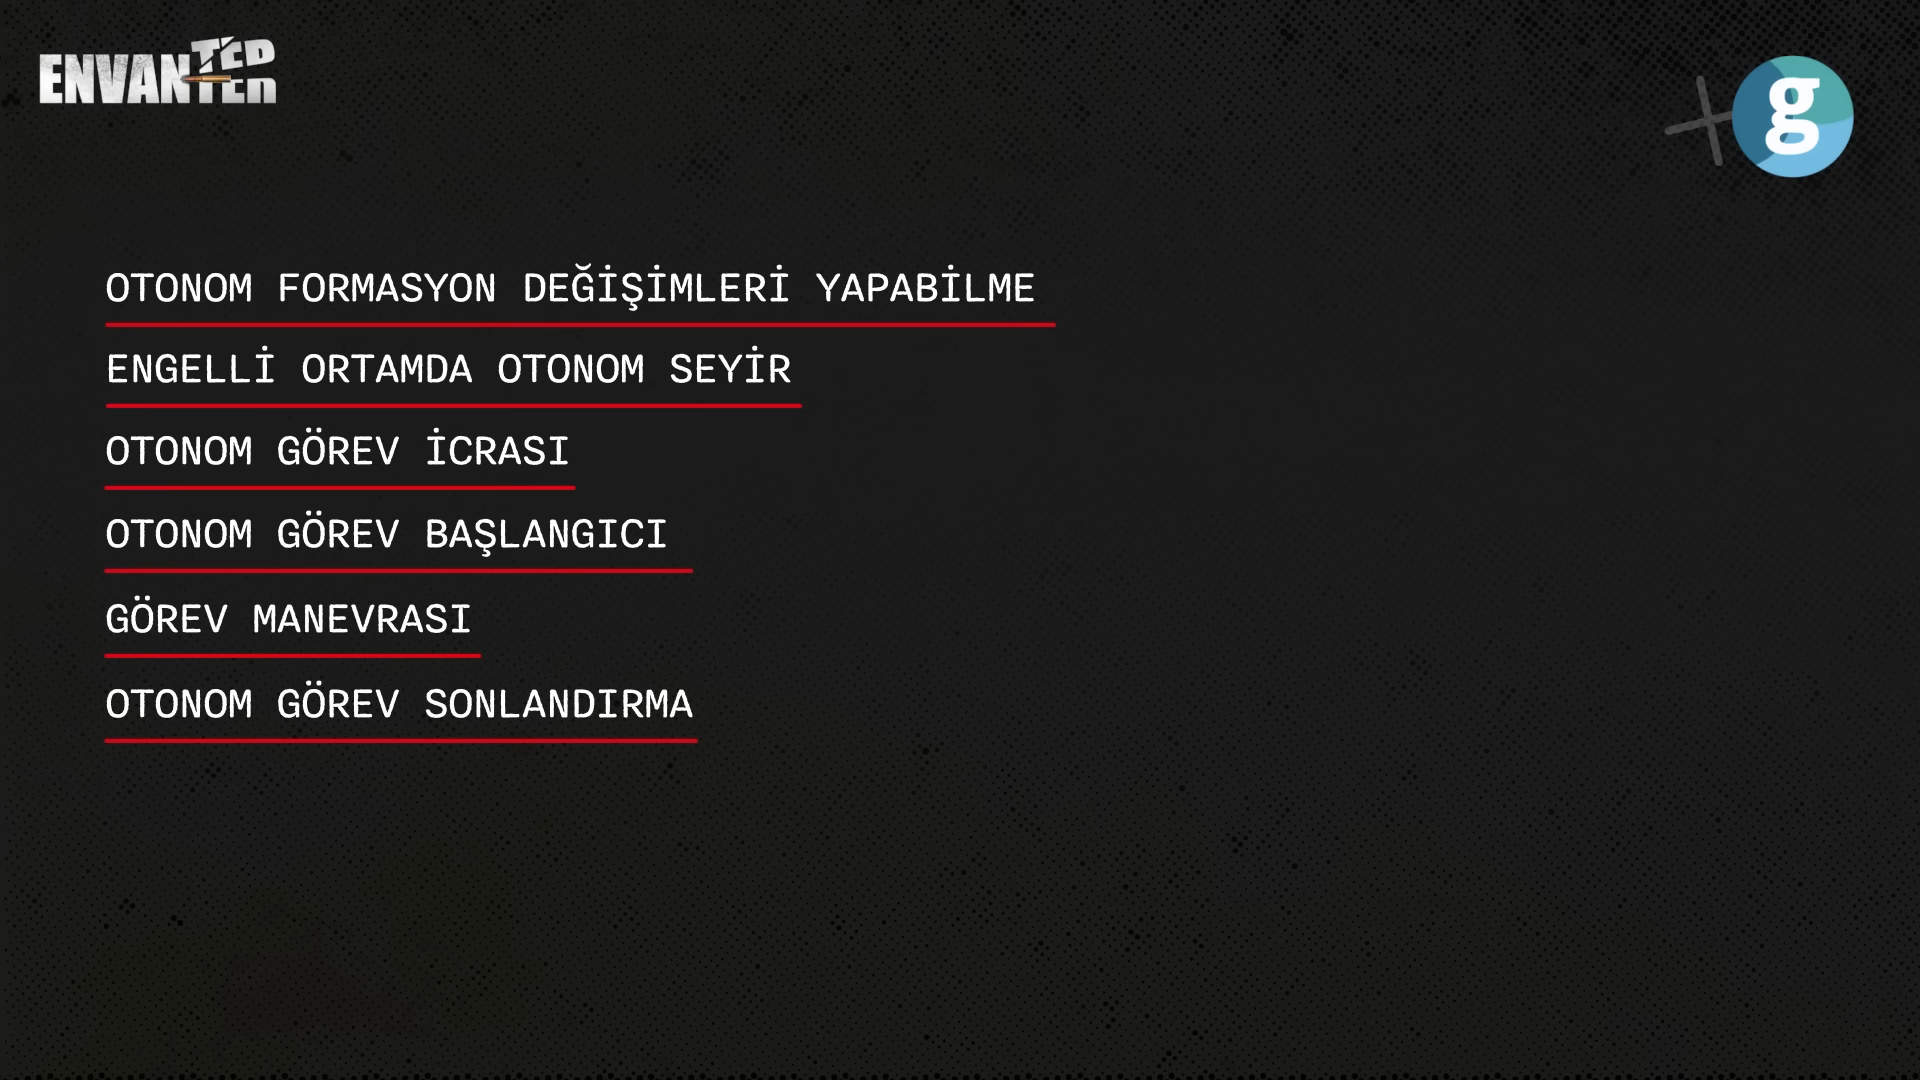 ENVANTER
g
OTONOM FORMASYON DEĞİŞİMLERİ YAPABİLME
ENGELLİ ORTAMDA OTONOM SEYİR
OTONOM GÖREV İCRASI
OTONOM GÖREV BAŞLANGICI
GÖREV MANEVRASI
OTONOM GÖREV SONLANDIRMA